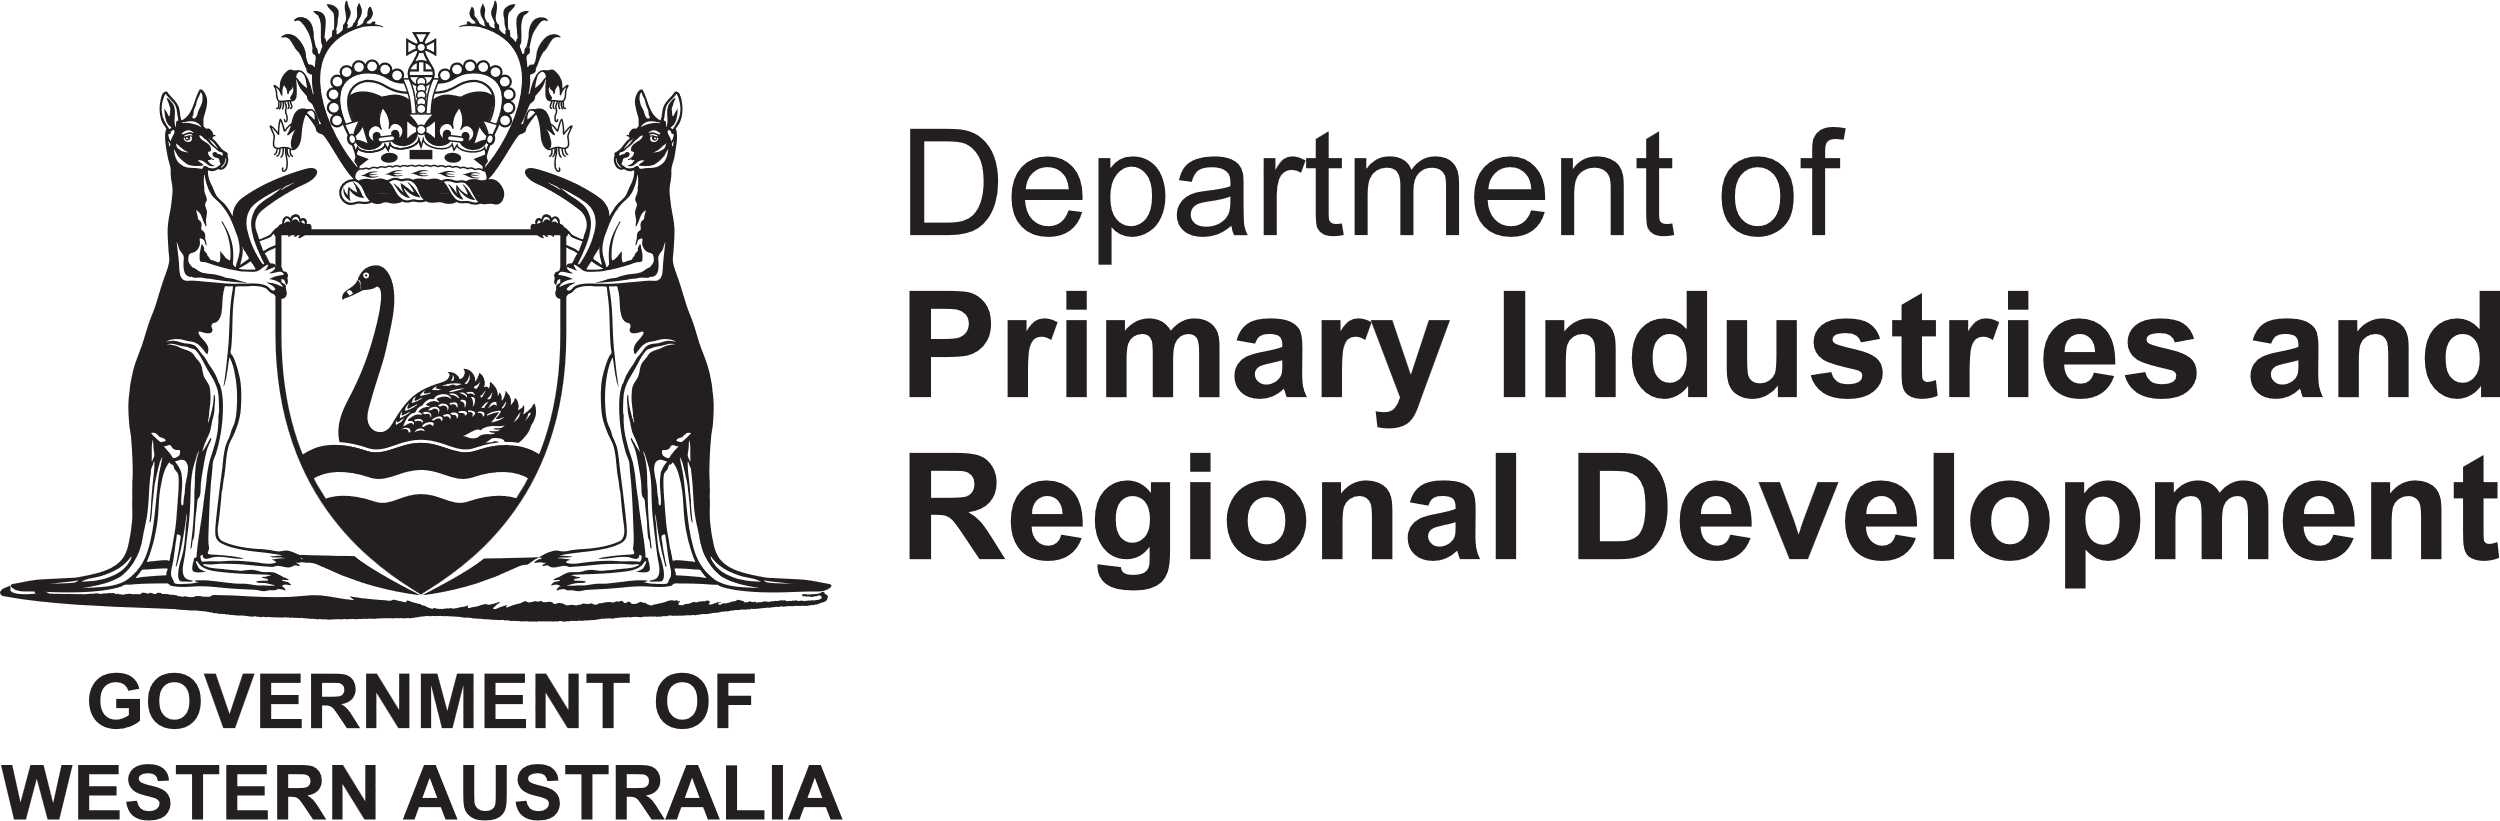 Department of
Primary Industries and
Regional Development
GOVERNMENT OF
WESTERN AUSTRALIA